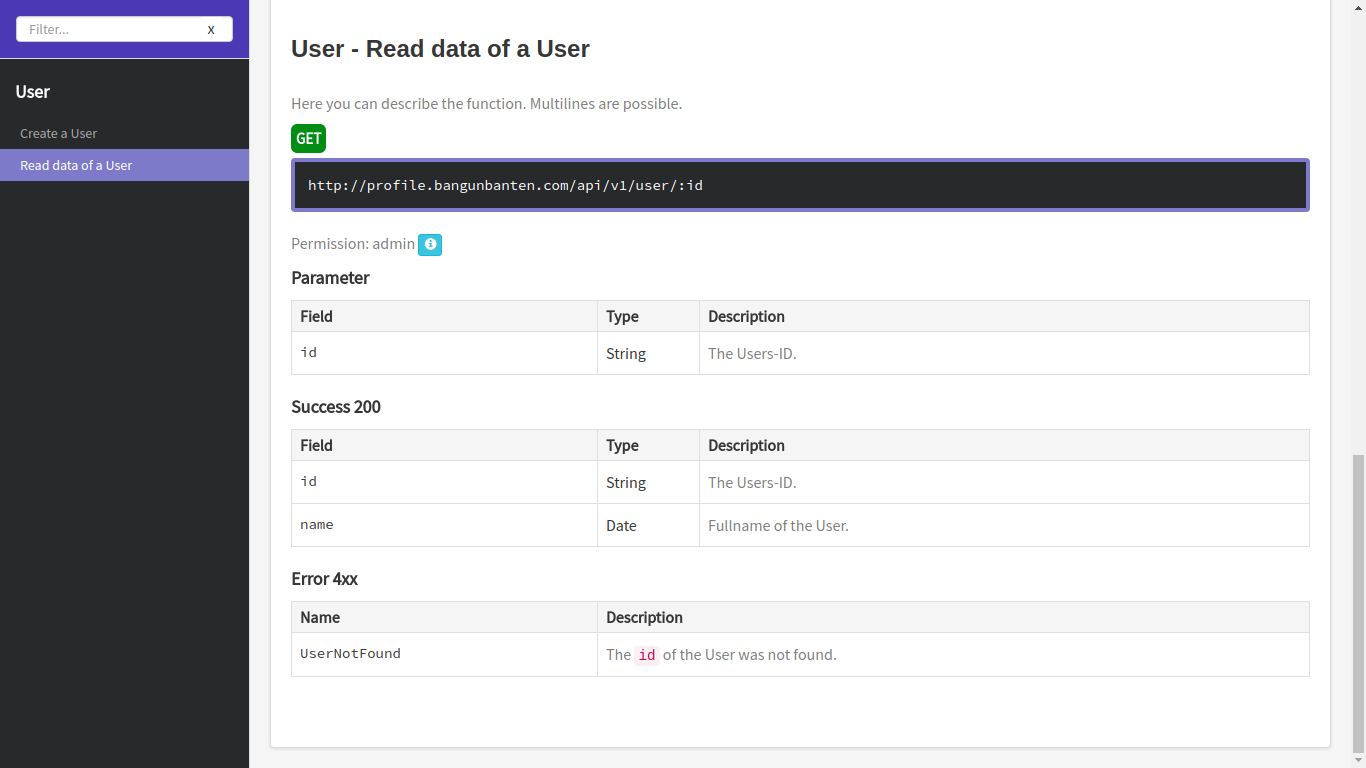 Filter... X
User
Create a User
Read data of a User
User - Read data of a User
Here you can describe the function. Multilines are possible.
GET
http://profile.bangunbanten.com/api/v1/user/:id
Permission: admin
Parameter
Field Type Description
id String The Users-ID.
Success 200
Field Type Description
id String The Users-ID.
name Date Fullname of the User.
Error 4xx
Name Description
UserNotFound The id of the User was not found.